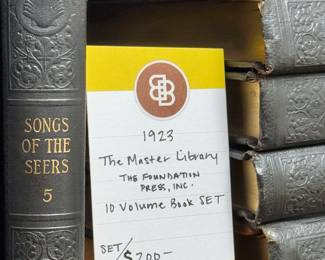 SONGS
OF THE
SEERS
5
BB
1923
The Master Library
THE FOUNDATION
PRESS, INC.
10 Volume Book SET
SET/$200-